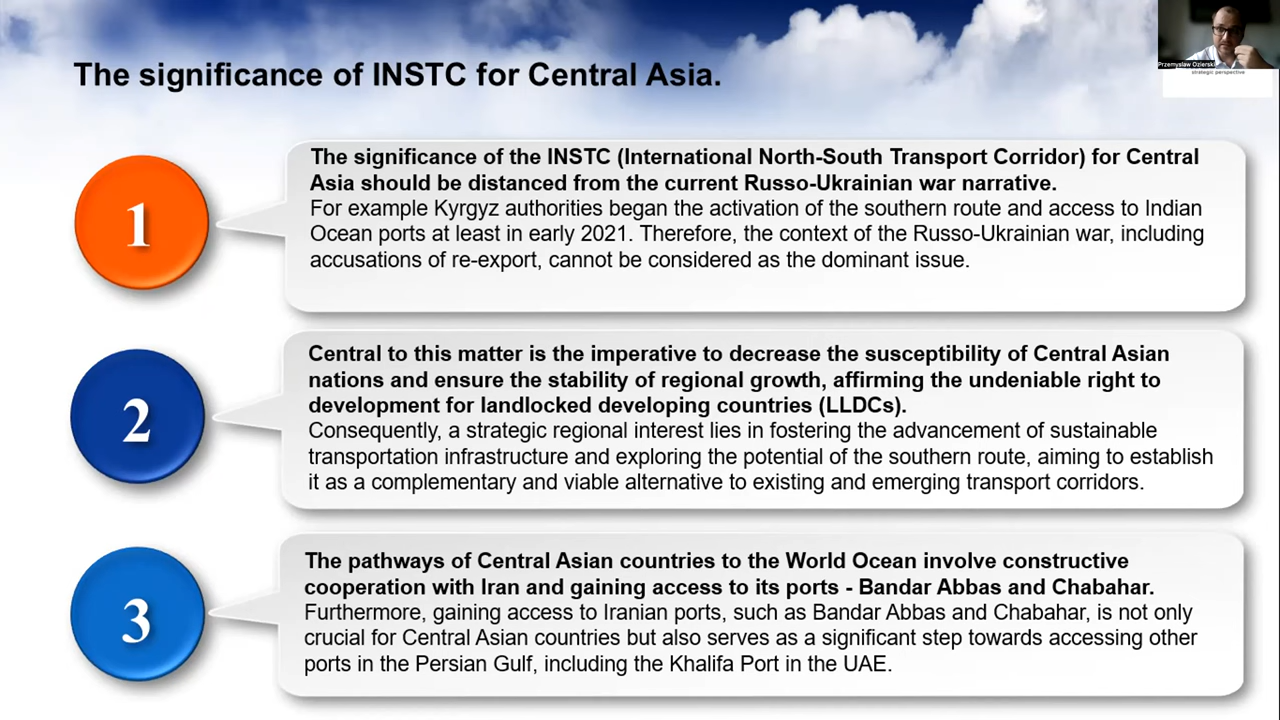 The significance of INSTC for Central Asia.
Przemysław Ozierski
strategic perspective
1
The significance of the INSTC (International North-South Transport Corridor) for Central
Asia should be distanced from the current Russo-Ukrainian war narrative.
For example Kyrgyz authorities began the activation of the southern route and access to Indian
Ocean ports at least in early 2021. Therefore, the context of the Russo-Ukrainian war, including
accusations of re-export, cannot be considered as the dominant issue.
2
Central to this matter is the imperative to decrease the susceptibility of Central Asian
nations and ensure the stability of regional growth, affirming the undeniable right to
development for landlocked developing countries (LLDCs).
Consequently, a strategic regional interest lies in fostering the advancement of sustainable
transportation infrastructure and exploring the potential of the southern route, aiming to establish
it as a complementary and viable alternative to existing and emerging transport corridors.
3
The pathways of Central Asian countries to the World Ocean involve constructive
cooperation with Iran and gaining access to its ports - Bandar Abbas and Chabahar.
Furthermore, gaining access to Iranian ports, such as Bandar Abbas and Chabahar, is not only
crucial for Central Asian countries but also serves as a significant step towards accessing other
ports in the Persian Gulf, including the Khalifa Port in the UAE.